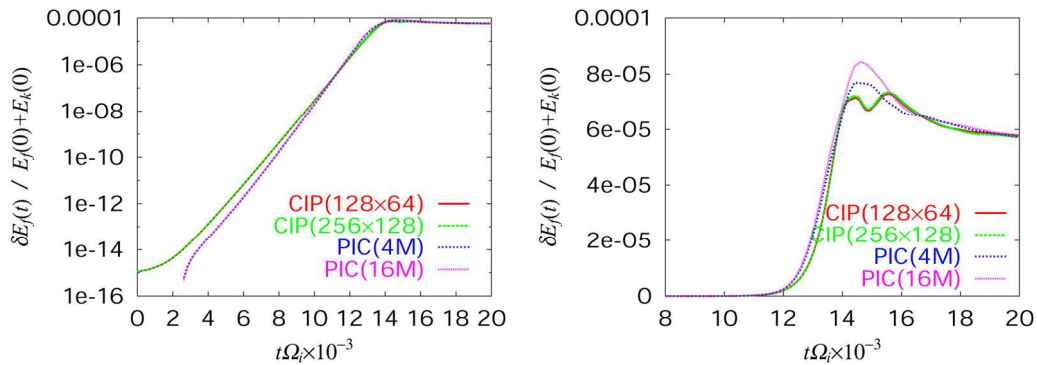 0.0001
1e-06
1e-08
1e-10
1e-12
1e-14
1e-16
δEf(t) / Ef(0)+Ek(0)
CIP(128×64)
CIP(256×128)
PIC(4M)
PIC(16M)
0 2 4 6 8 10 12 14 16 18 20
tΩi×10-3
0.0001
8e-05
6e-05
4e-05
2e-05
0
δEf(t) / Ef(0)+Ek(0)
CIP(128×64)
CIP(256×128)
PIC(4M)
PIC(16M)
8 10 12 14 16 18 20
tΩi×10-3